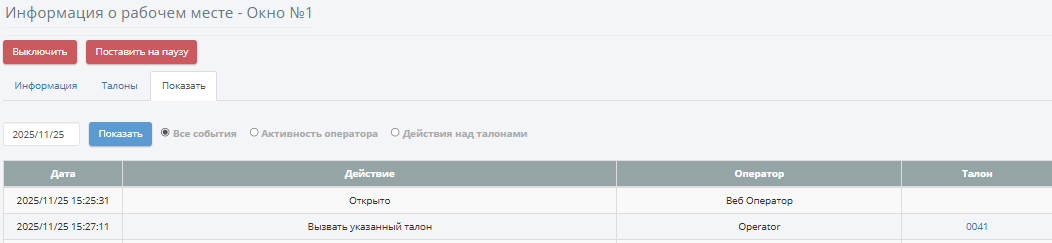 Информация о рабочем месте - Окно №1
Выключить Поставить на паузу
Информация Талоны Показать
2025/11/25 Показать Все события Активность оператора Действия над талонами
Дата Действие Оператор Талон
2025/11/25 15:25:31 Открыто Веб Оператор
2025/11/25 15:27:11 Вызвать указанный талон Operator 0041